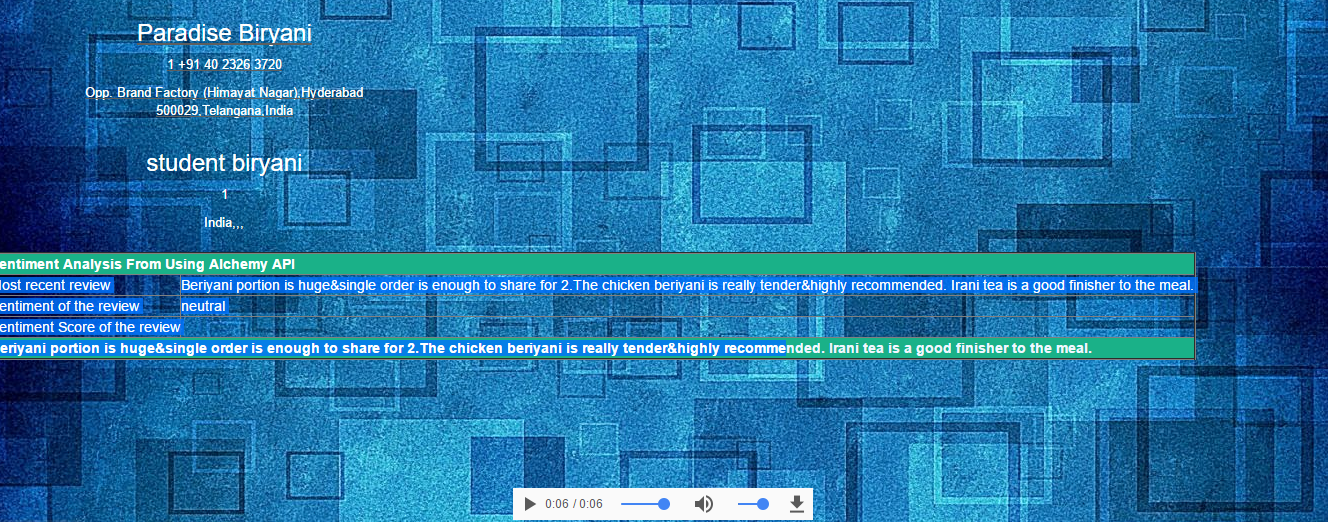 Paradise Biryani
1 +91 40 2326 3720
Opp. Brand Factory (Himayat Nagar),Hyderabad
500029,Telangana,India
student biryani
1
India,,,
entiment Analysis From Using Alchemy API
ost recent review Beriyani portion is huge&single order is enough to share for 2.The chicken beriyani is really tender&highly recommended. Irani tea is a good finisher to the meal.
entiment of the review neutral
entiment Score of the review
eriyani portion is huge&single order is enough to share for 2.The chicken beriyani is really tender&highly recommended. Irani tea is a good finisher to the meal.
0:06 / 0:06